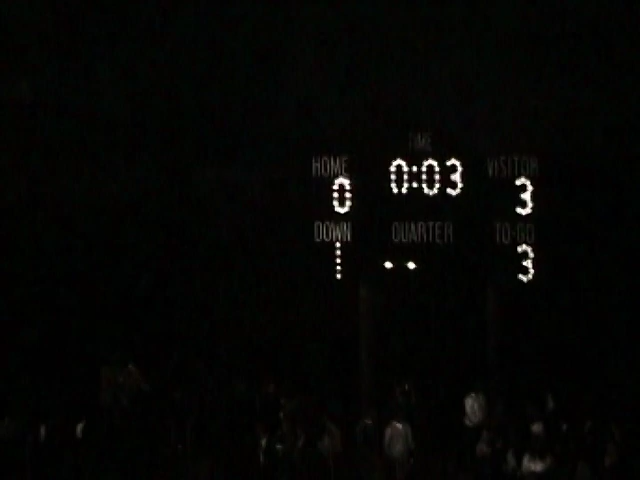 TIME
HOME 0:03 VISITOR
0 3
DOWN QUARTER TO GO
1 3